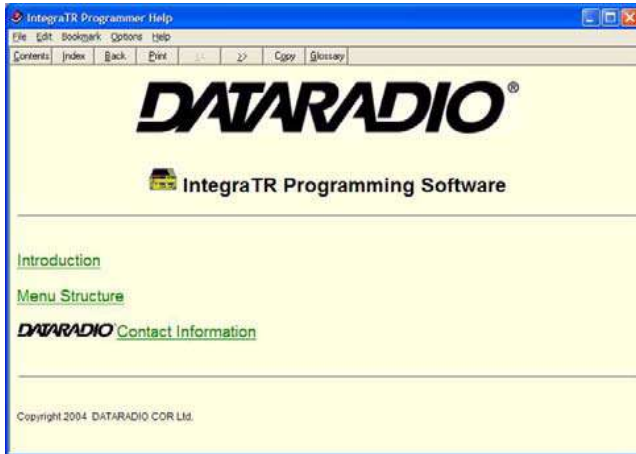 IntegraTR Programmer Help
File Edit Bookmark Options Help
Contents Index Back Print << >> Copy Glossary
DATARADIO®
IntegraTR Programming Software
Introduction
Menu Structure
DATARADIO Contact Information
Copyright 2004 DATARADIO COR Ltd.